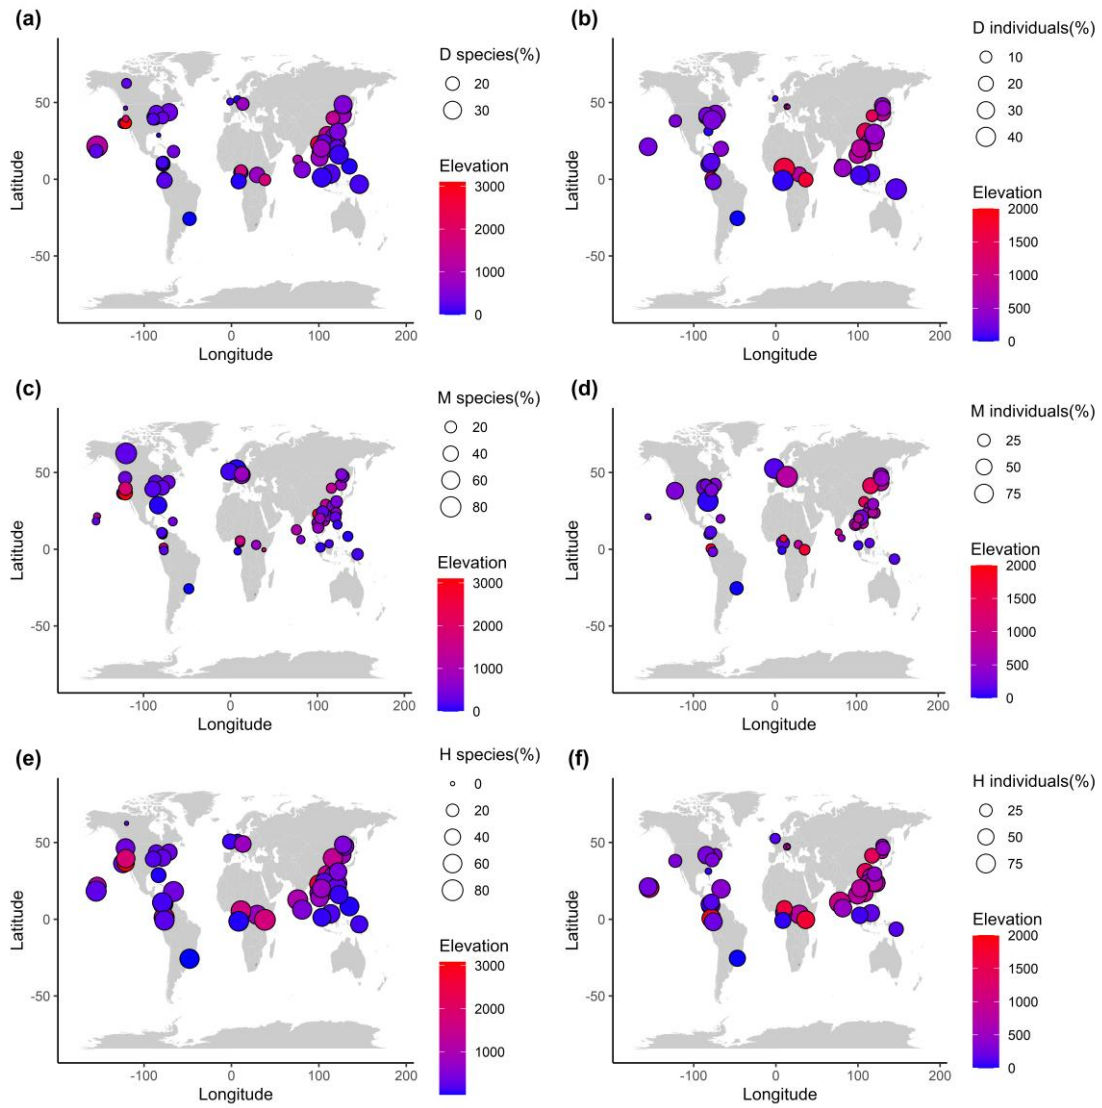 (a)
D species(%)
20
30
Elevation
3000
2000
1000
0
50
0
-50
Latitude
-100
0
100
200
Longitude
(b)
D individuals(%)
10
20
30
40
Elevation
2000
1500
1000
500
0
50
0
-50
Latitude
-100
0
100
200
Longitude
(c)
M species(%)
20
40
60
80
Elevation
3000
2000
1000
0
50
0
-50
Latitude
-100
0
100
200
Longitude
(d)
M individuals(%)
25
50
75
Elevation
2000
1500
1000
500
0
50
0
-50
Latitude
-100
0
100
200
Longitude
(e)
H species(%)
0
20
40
60
80
Elevation
3000
2000
1000
50
0
-50
Latitude
-100
0
100
200
Longitude
(f)
H individuals(%)
25
50
75
Elevation
2000
1500
1000
500
0
50
0
-50
Latitude
-100
0
100
200
Longitude